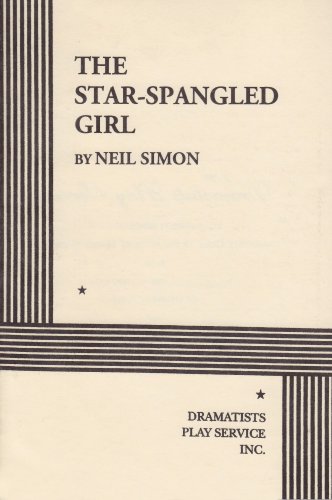 THE
STAR-SPANGLED
GIRL
BY NEIL SIMON
DRAMATISTS
PLAY SERVICE
INC.